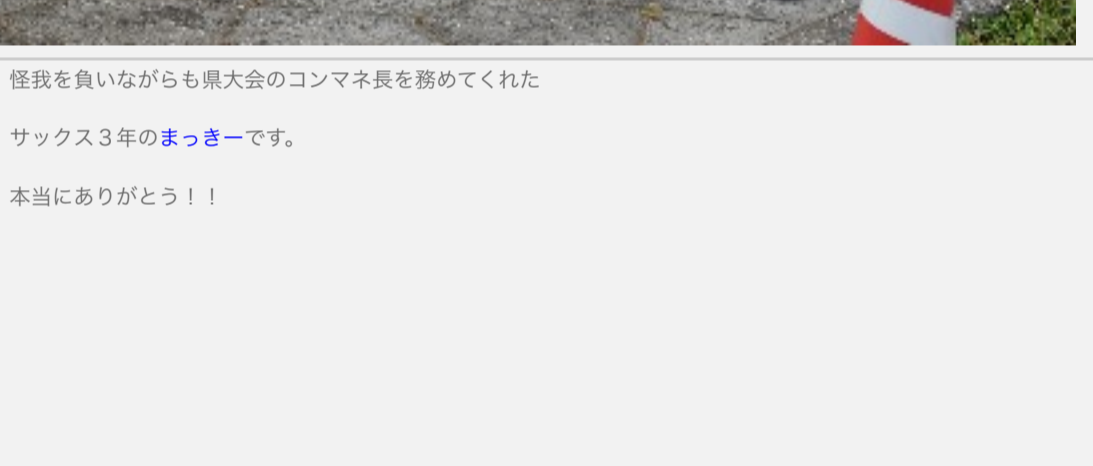 怪我を負いながらも県大会のコンマネ長を務めてくれた
サックス３年のまっきーです。
本当にありがとう！！